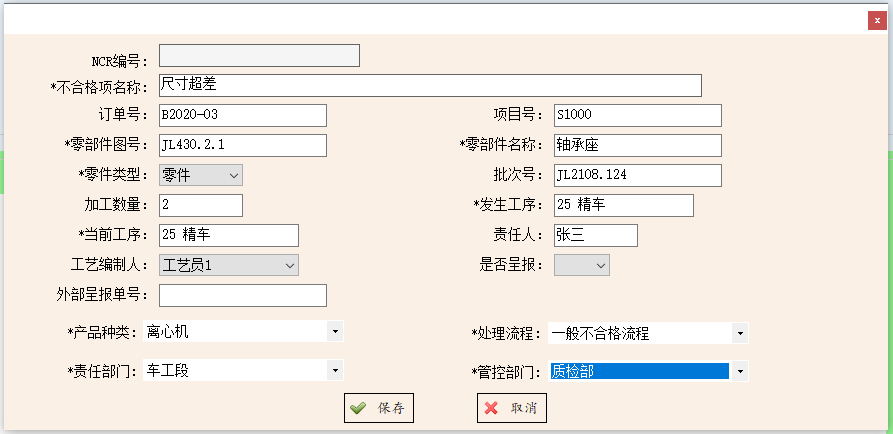 x
NCR编号：
*不合格项名称： 尺寸超差
订单号： B2020-03 项目号： S1000
*零部件图号： JL430.2.1 *零部件名称： 轴承座
*零件类型： 零件 批次号： JL2108.124
加工数量： 2 *发生工序： 25 精车
*当前工序： 25 精车 责任人： 张三
工艺编制人： 工艺员1 是否呈报：
外部呈报单号：
*产品种类： 离心机 *处理流程： 一般不合格流程
*责任部门： 车工段 *管控部门： 质检部
保存 取消